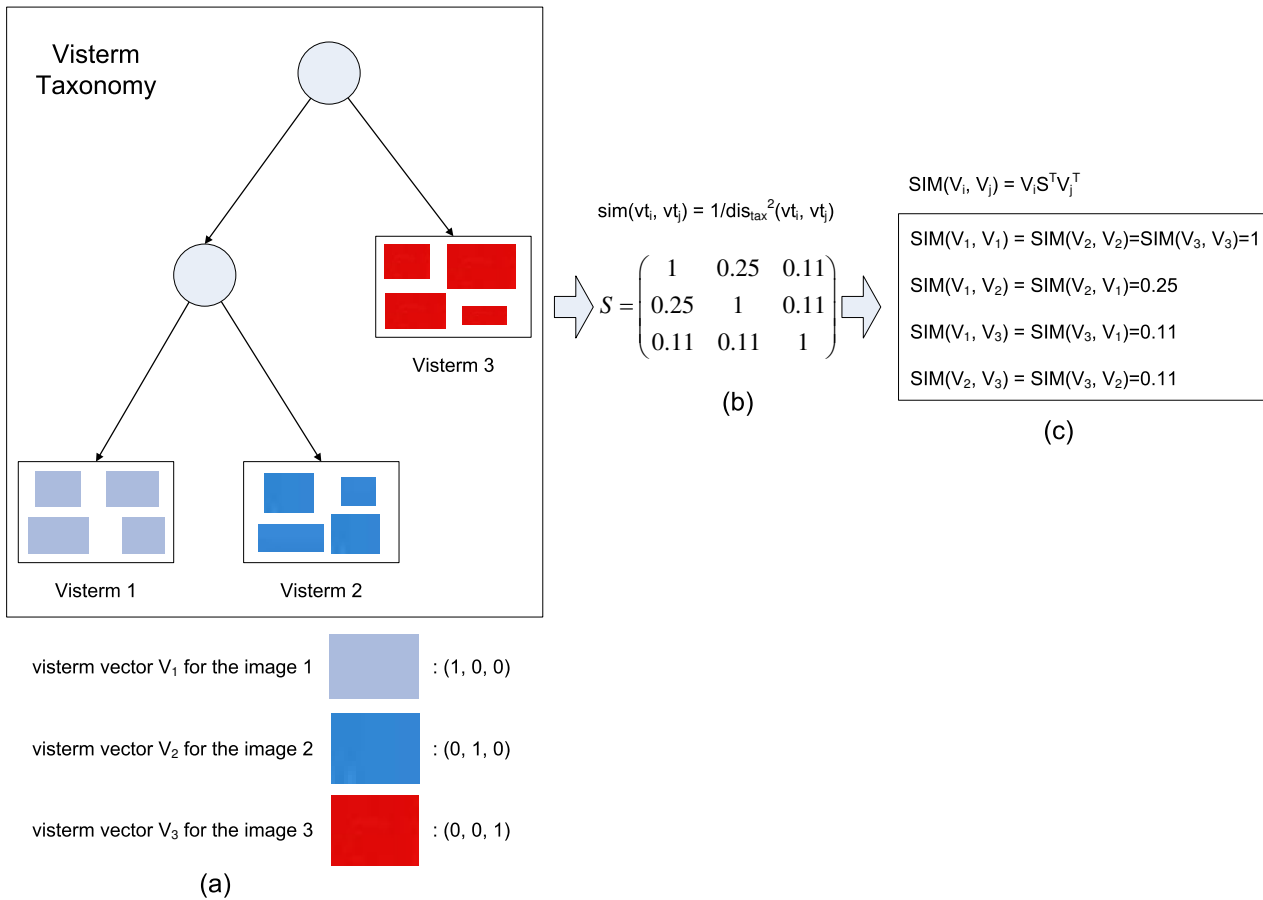 Visterm
Taxonomy
Visterm 3
Visterm 1
Visterm 2
visterm vector V₁ for the image 1 : (1, 0, 0)
visterm vector V₂ for the image 2 : (0, 1, 0)
visterm vector V₃ for the image 3 : (0, 0, 1)
(a)
sim(vtᵢ, vtⱼ) = 1/dis_tax²(vtᵢ, vtⱼ)
S =
1 0.25 0.11
0.25 1 0.11
0.11 0.11 1
(b)
SIM(Vᵢ, Vⱼ) = VᵢSᵀVⱼᵀ
SIM(V₁, V₁) = SIM(V₂, V₂)=SIM(V₃, V₃)=1
SIM(V₁, V₂) = SIM(V₂, V₁)=0.25
SIM(V₁, V₃) = SIM(V₃, V₁)=0.11
SIM(V₂, V₃) = SIM(V₃, V₂)=0.11
(c)